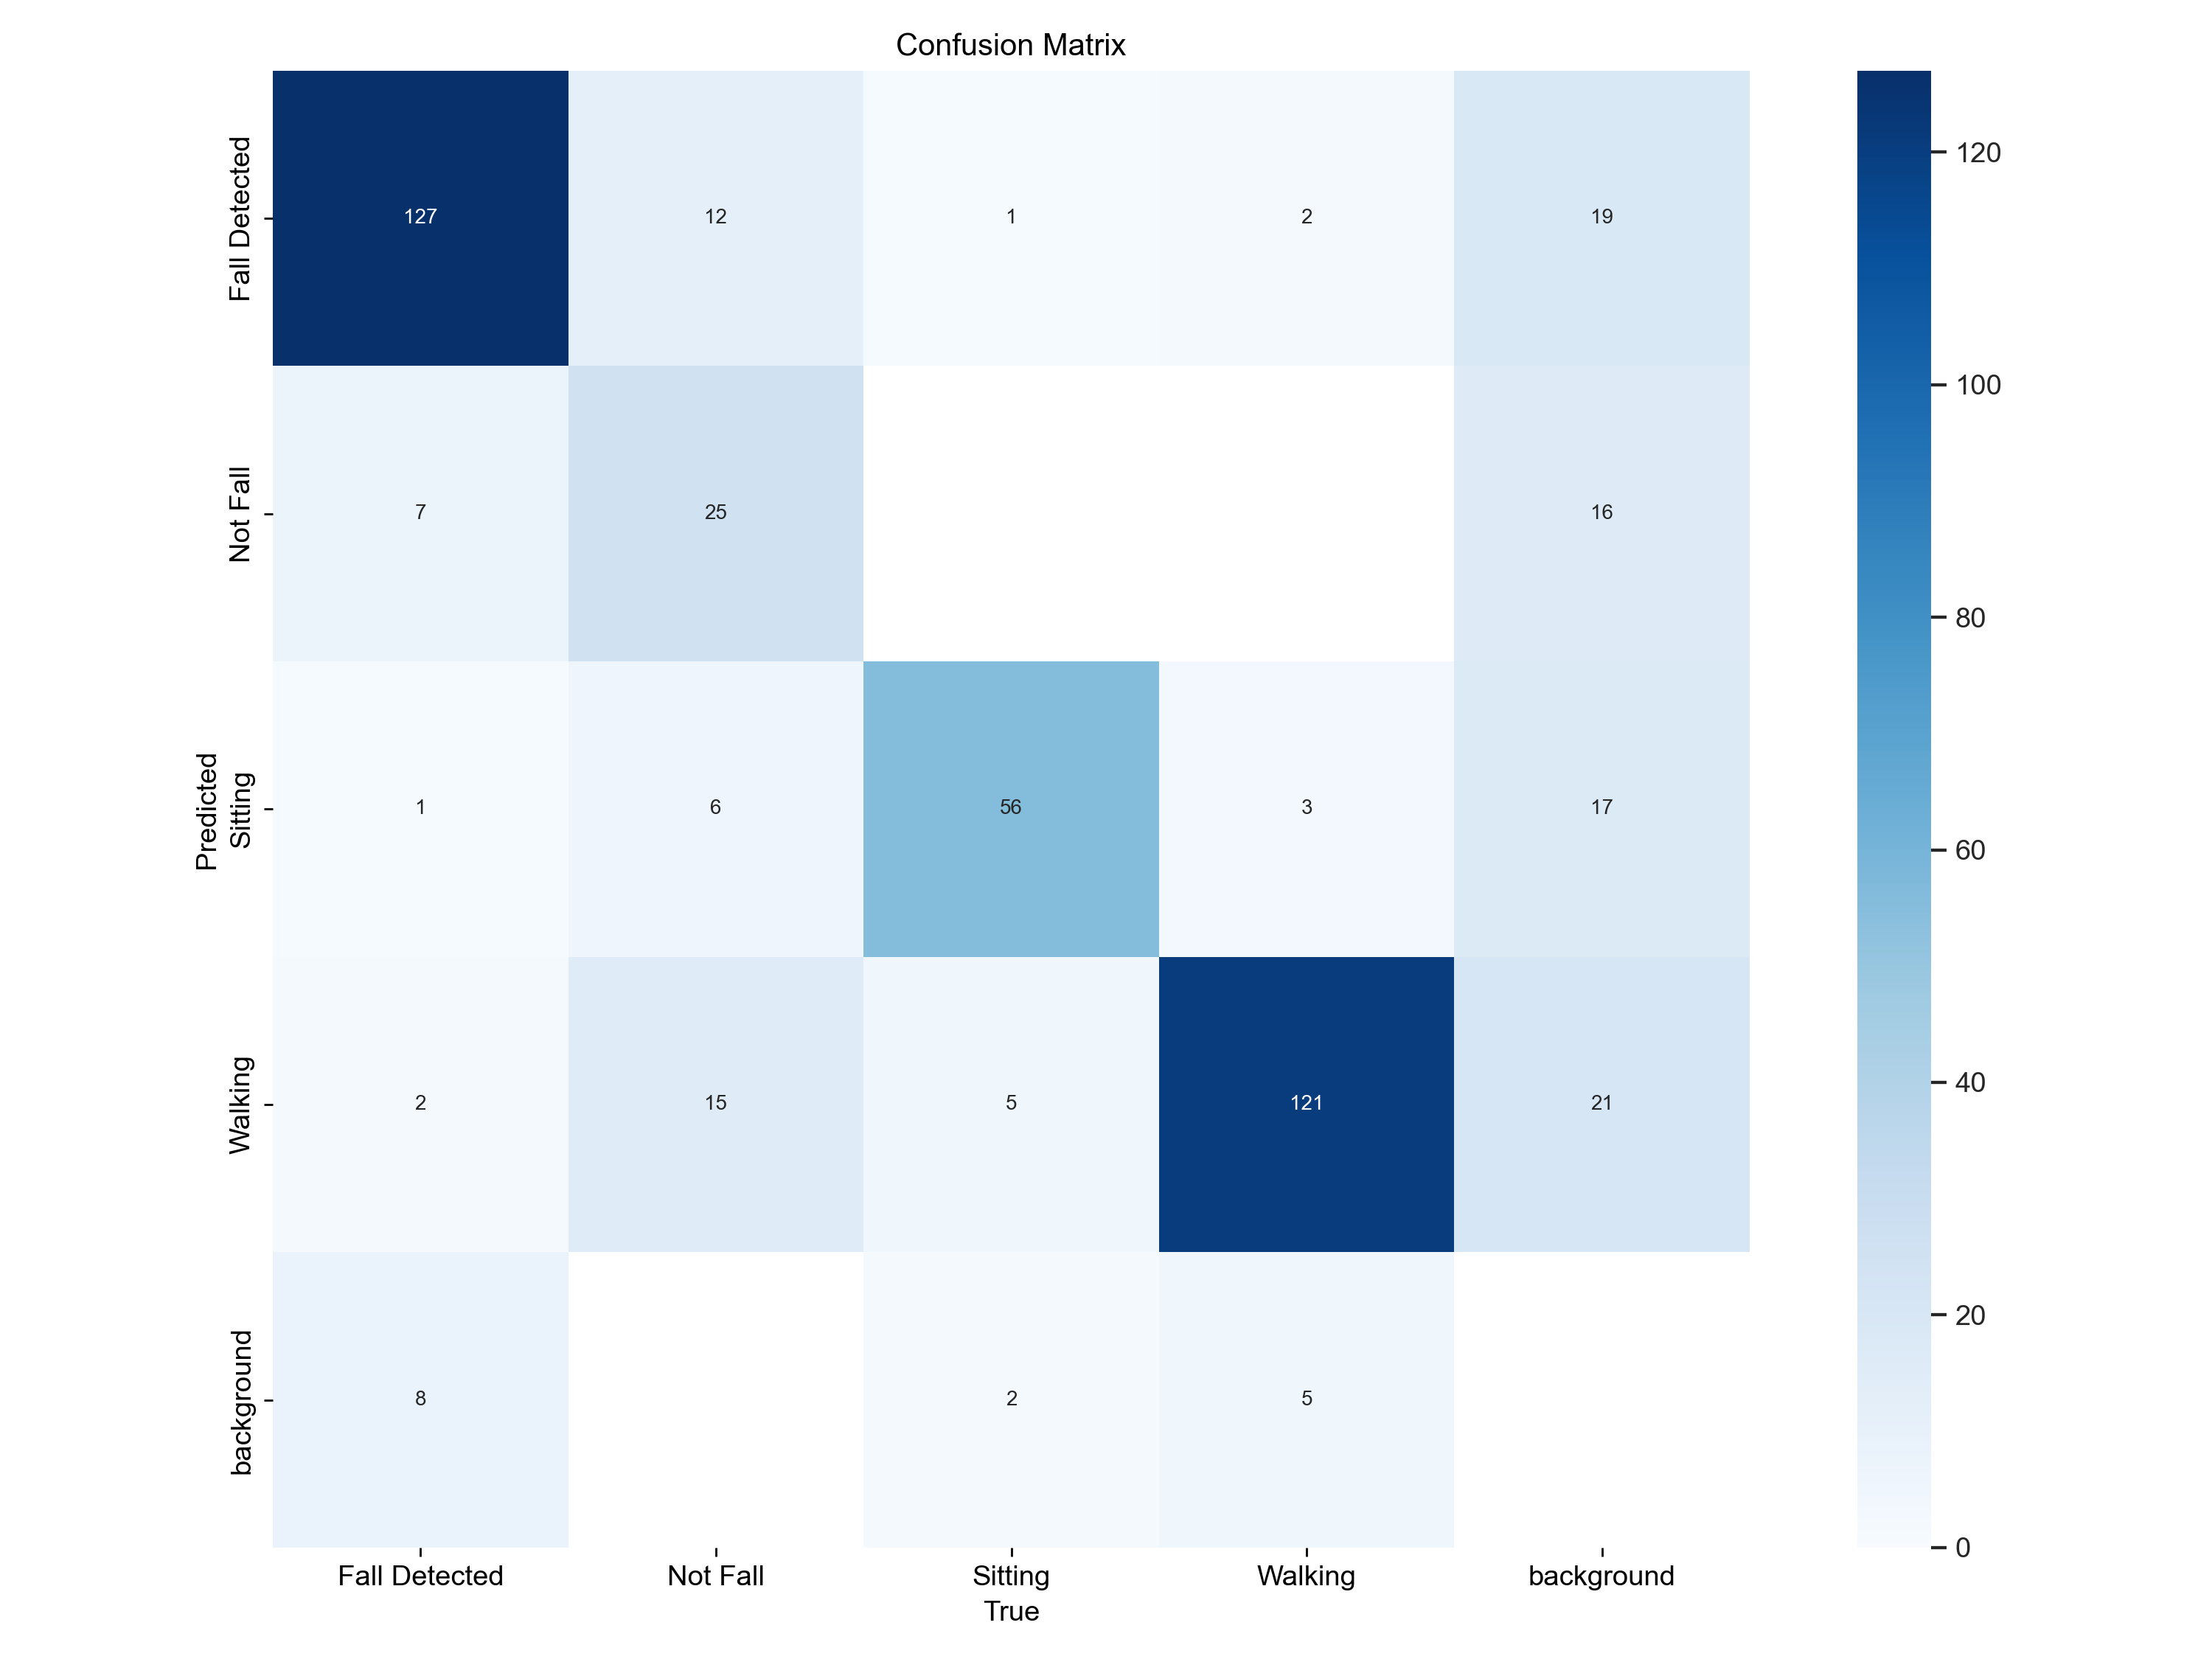 Confusion Matrix
Fall Detected
127 12 1 2 19
Not Fall
7 25 16
Predicted
Sitting
1 6 56 3 17
Walking
2 15 5 121 21
background
8 2 5
Fall Detected Not Fall Sitting Walking background
True
120
100
80
60
40
20
0